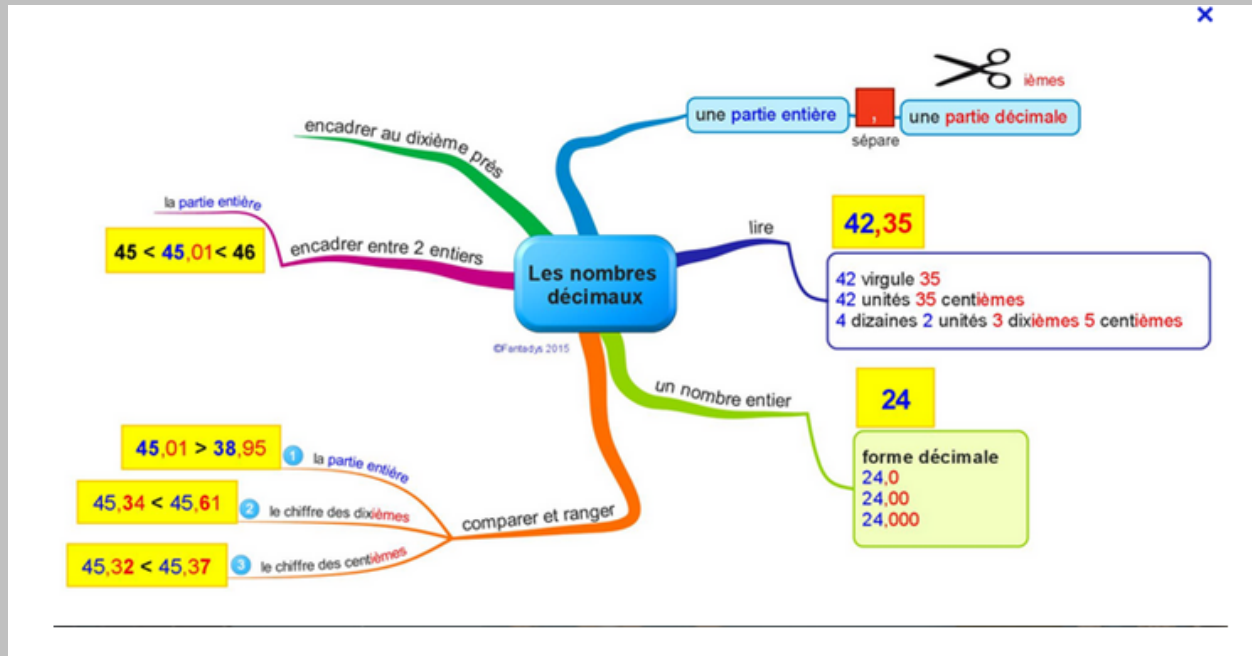 ×
ièmes
une partie entière
,
une partie décimale
sépare
encadrer au dixième près
la partie entière
45 < 45,01< 46
encadrer entre 2 entiers
Les nombres
décimaux
©Fantadys 2015
lire
42,35
42 virgule 35
42 unités 35 centièmes
4 dizaines 2 unités 3 dixièmes 5 centièmes
un nombre entier
24
forme décimale
24,0
24,00
24,000
comparer et ranger
45,01 > 38,95
1 la partie entière
45,34 < 45,61
2 le chiffre des dixièmes
45,32 < 45,37
3 le chiffre des centièmes